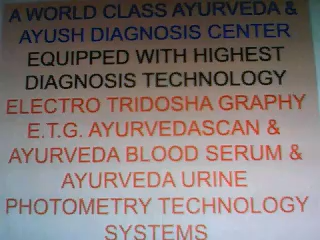 A WORLD CLASS AYURVEDA &
AYUSH DIAGNOSIS CENTER
EQUIPPED WITH HIGHEST
DIAGNOSIS TECHNOLOGY
ELECTRO TRIDOSHA GRAPHY
E.T.G. AYURVEDASCAN &
AYURVEDA BLOOD SERUM &
AYURVEDA URINE
PHOTOMETRY TECHNOLOGY
SYSTEMS